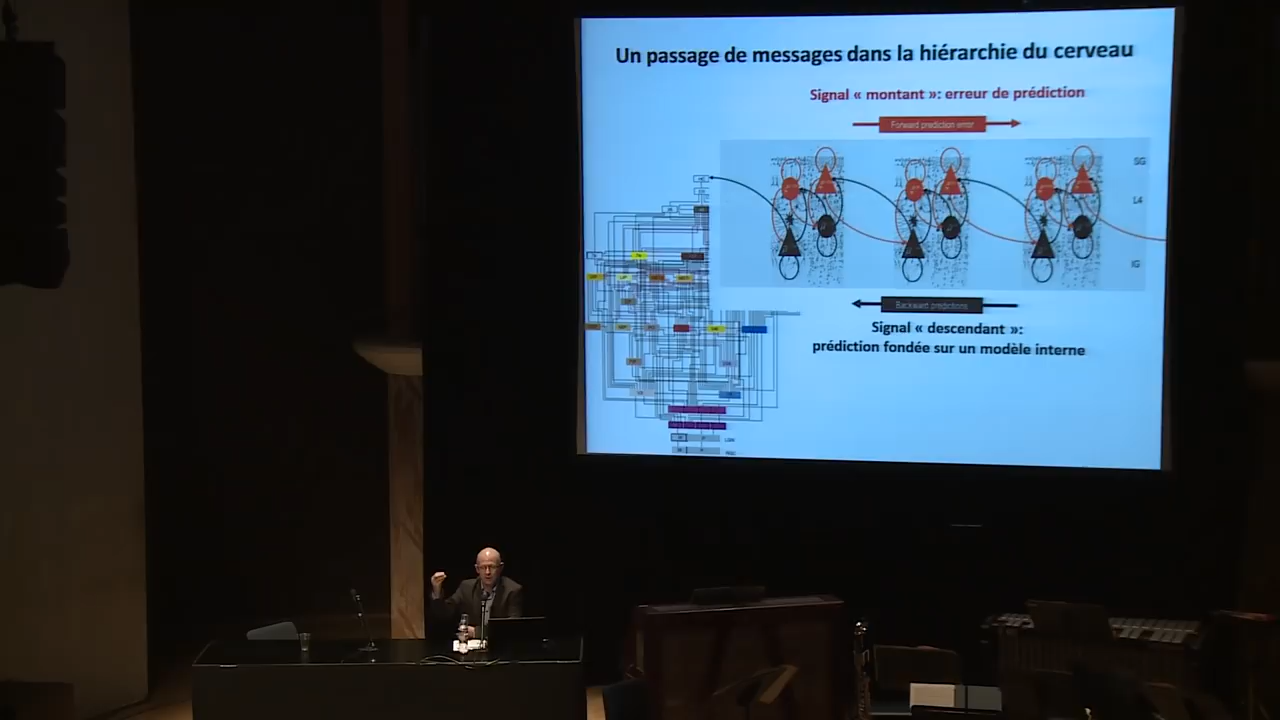 Un passage de messages dans la hiérarchie du cerveau
Signal « montant »: erreur de prédiction
Forward prediction error
SG
L4
IG
Backward predictions
Signal « descendant »:
prédiction fondée sur un modèle interne